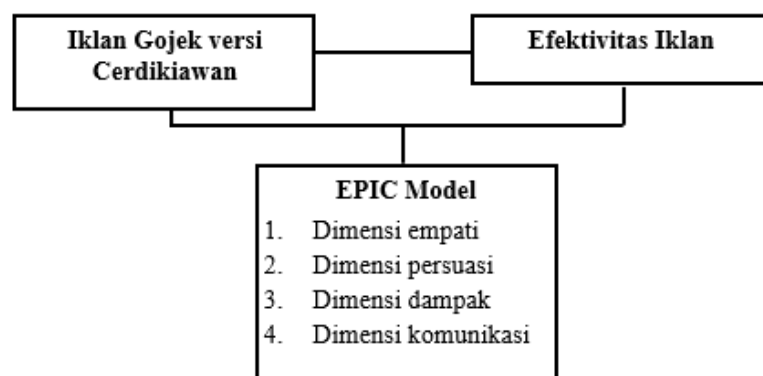 Iklan Gojek versi
Cerdikiawan
Efektivitas Iklan
EPIC Model
1. Dimensi empati
2. Dimensi persuasi
3. Dimensi dampak
4. Dimensi komunikasi